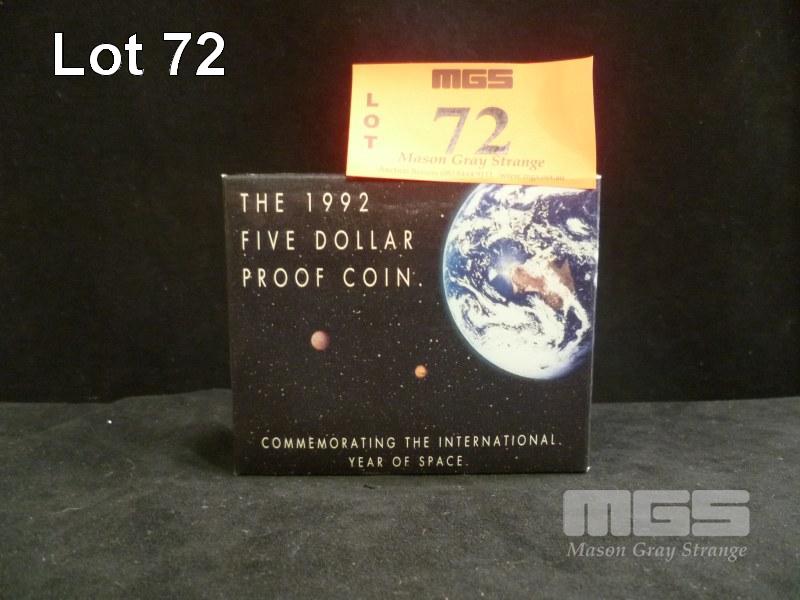 Lot 72
MGS
LOT
72
Mason Gray Strange
THE 1992
FIVE DOLLAR
PROOF COIN.
COMMEMORATING THE INTERNATIONAL.
YEAR OF SPACE.
MGS
Mason Gray Strange